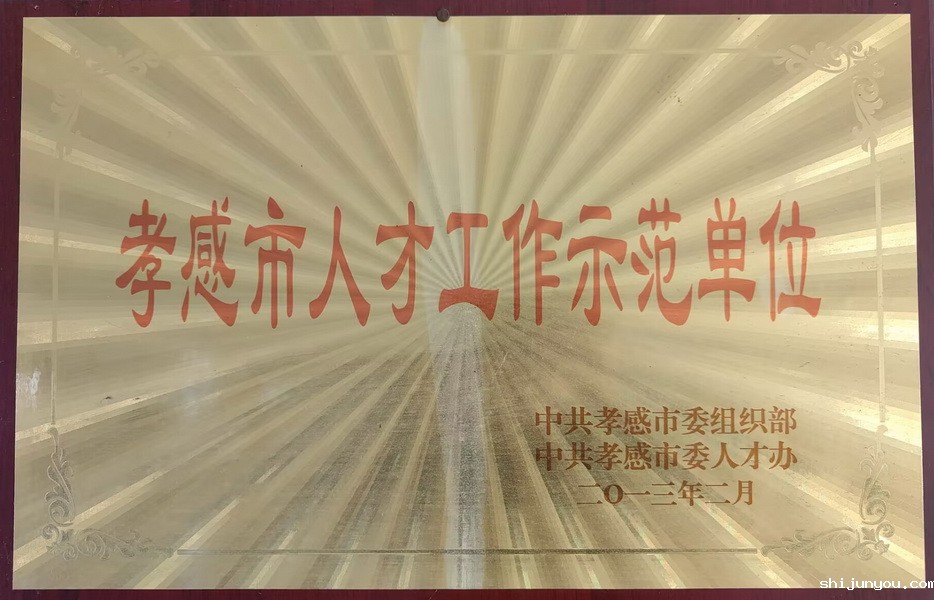 孝感市人才工作示范单位
中共孝感市委组织部
中共孝感市委人才办
二〇一三年二月
shijunyou.com